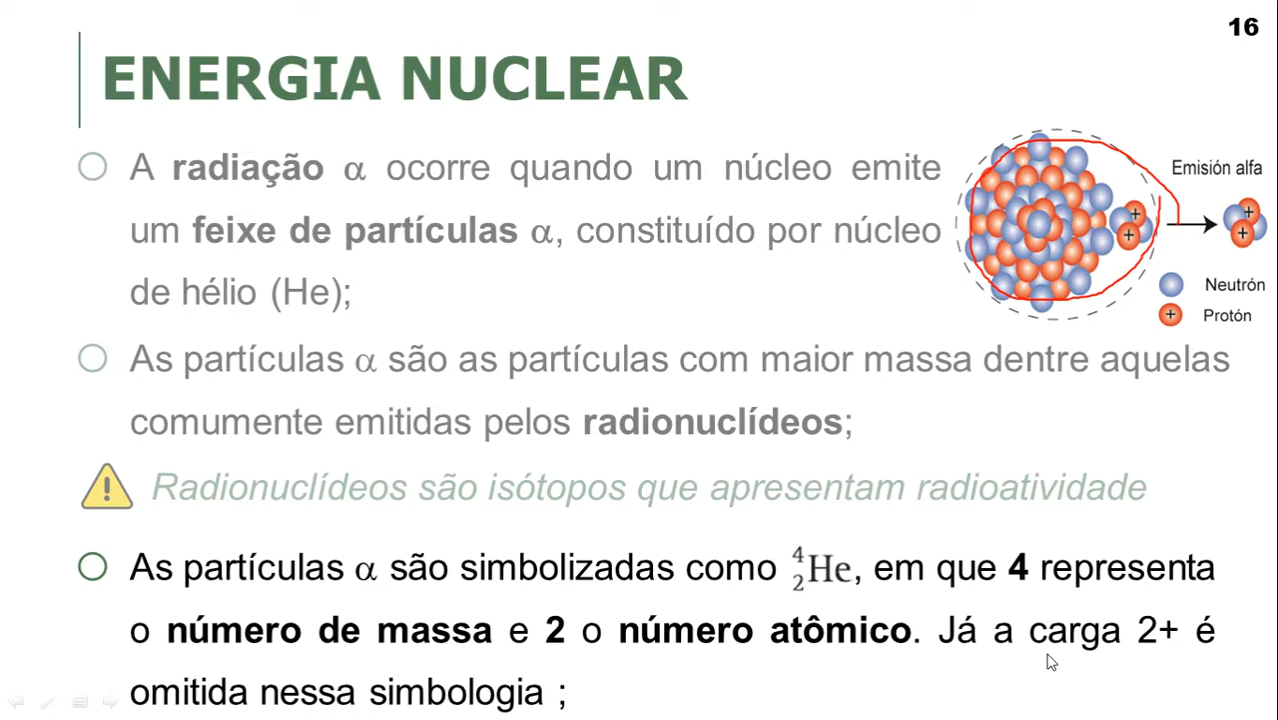 16
ENERGIA NUCLEAR
A radiação α ocorre quando um núcleo emite
um feixe de partículas α, constituído por núcleo
de hélio (He);
Emisión alfa
+
+
+
+
Neutrón
+ Protón
As partículas α são as partículas com maior massa dentre aquelas
comumente emitidas pelos radionuclídeos;
! Radionuclídeos são isótopos que apresentam radioatividade
As partículas α são simbolizadas como ⁴₂He, em que 4 representa
o número de massa e 2 o número atômico. Já a carga 2+ é
omitida nessa simbologia ;